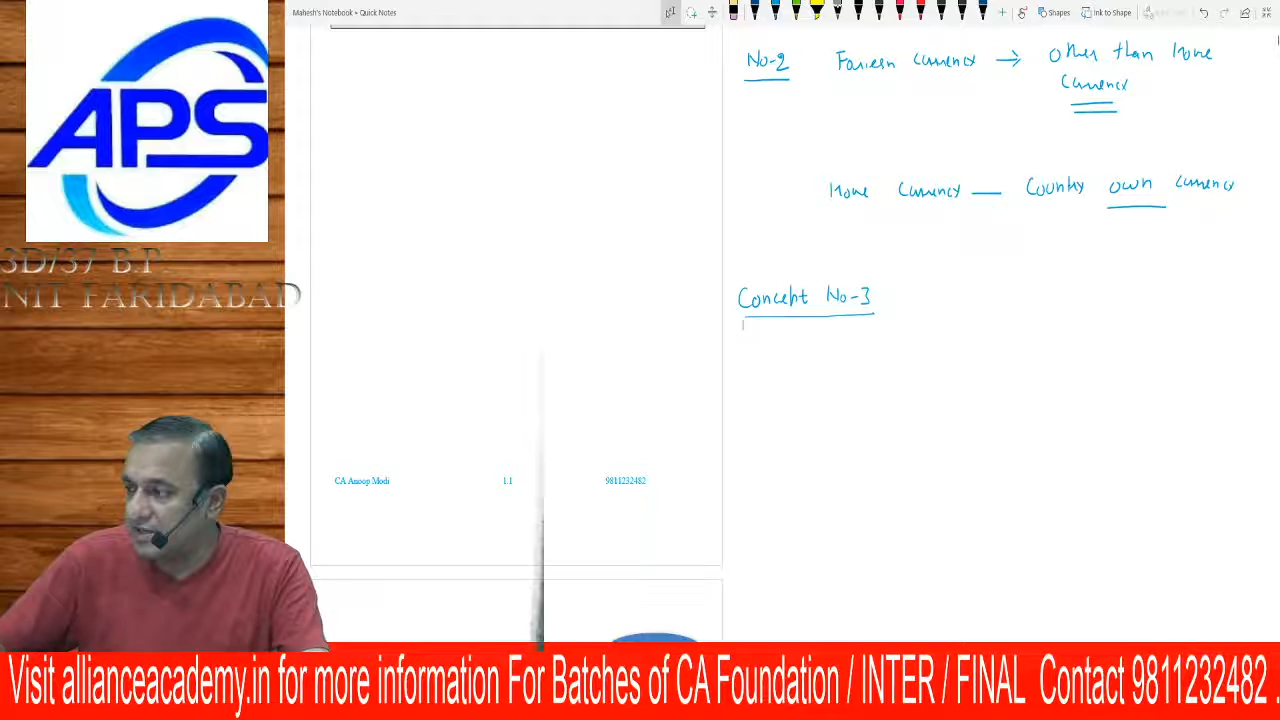 APS
3D/37 B.P.
NIT FARIDABAD
Mahesh's Notebook • Quick Notes
Shapes
Ink to Shape
No-2 Foriesn currency → other than Home
Currency
Home Currency — Country own currency
Concept No-3
CA Anoop Modi 1.1 9811232482
Visit allianceacademy.in for more information For Batches of CA Foundation / INTER / FINAL Contact 9811232482 .